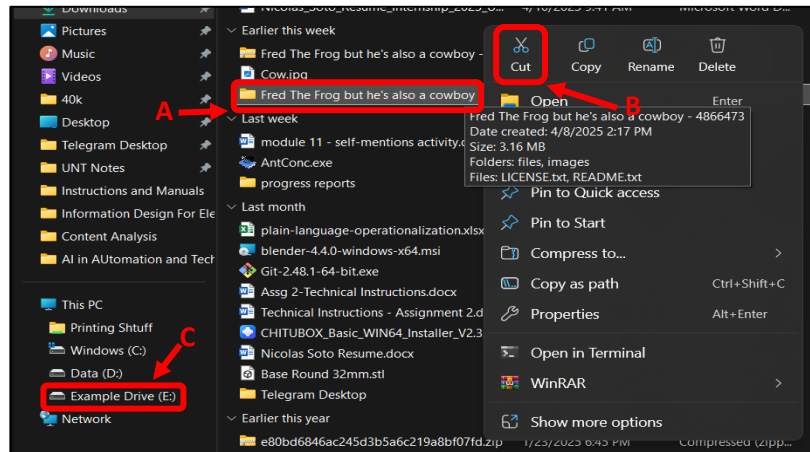 Downloads
Pictures
Music
Videos
40k
Desktop
Telegram Desktop
UNT Notes
Instructions and Manuals
Information Design For Ele
Content Analysis
AI in AUtomation and Tech
This PC
Printing Shtuff
Windows (C:)
Data (D:)
Example Drive (E:)
Network
A
C
Nicolas_Soto_Resume_Internship_2025_0... 4/10/2025 9:41 AM Microsoft Word D...
Earlier this week
Fred The Frog but he's also a cowboy -
Cow.jpg
Fred The Frog but he's also a cowboy
Last week
module 11 - self-mentions activity.d
AntConc.exe
progress reports
Last month
plain-language-operationalization.xlsx
blender-4.4.0-windows-x64.msi
Git-2.48.1-64-bit.exe
Assg 2-Technical Instructions.docx
Technical Instructions - Assignment 2.d
CHITUBOX_Basic_WIN64_Installer_V2.3
Nicolas Soto Resume.docx
Base Round 32mm.stl
Telegram Desktop
Earlier this year
e80bd6846ac245d3b5a6c219a8bf07fd.zip 1/23/2025 6:45 PM Compressed (zipp...
Cut Copy Rename Delete
B
Open Enter
Fred The Frog but he's also a cowboy - 4866473
Date created: 4/8/2025 2:17 PM
Size: 3.16 MB
Folders: files, images
Files: LICENSE.txt, README.txt
Pin to Quick access
Pin to Start
Compress to...
Copy as path Ctrl+Shift+C
Properties Alt+Enter
Open in Terminal
WinRAR
Show more options